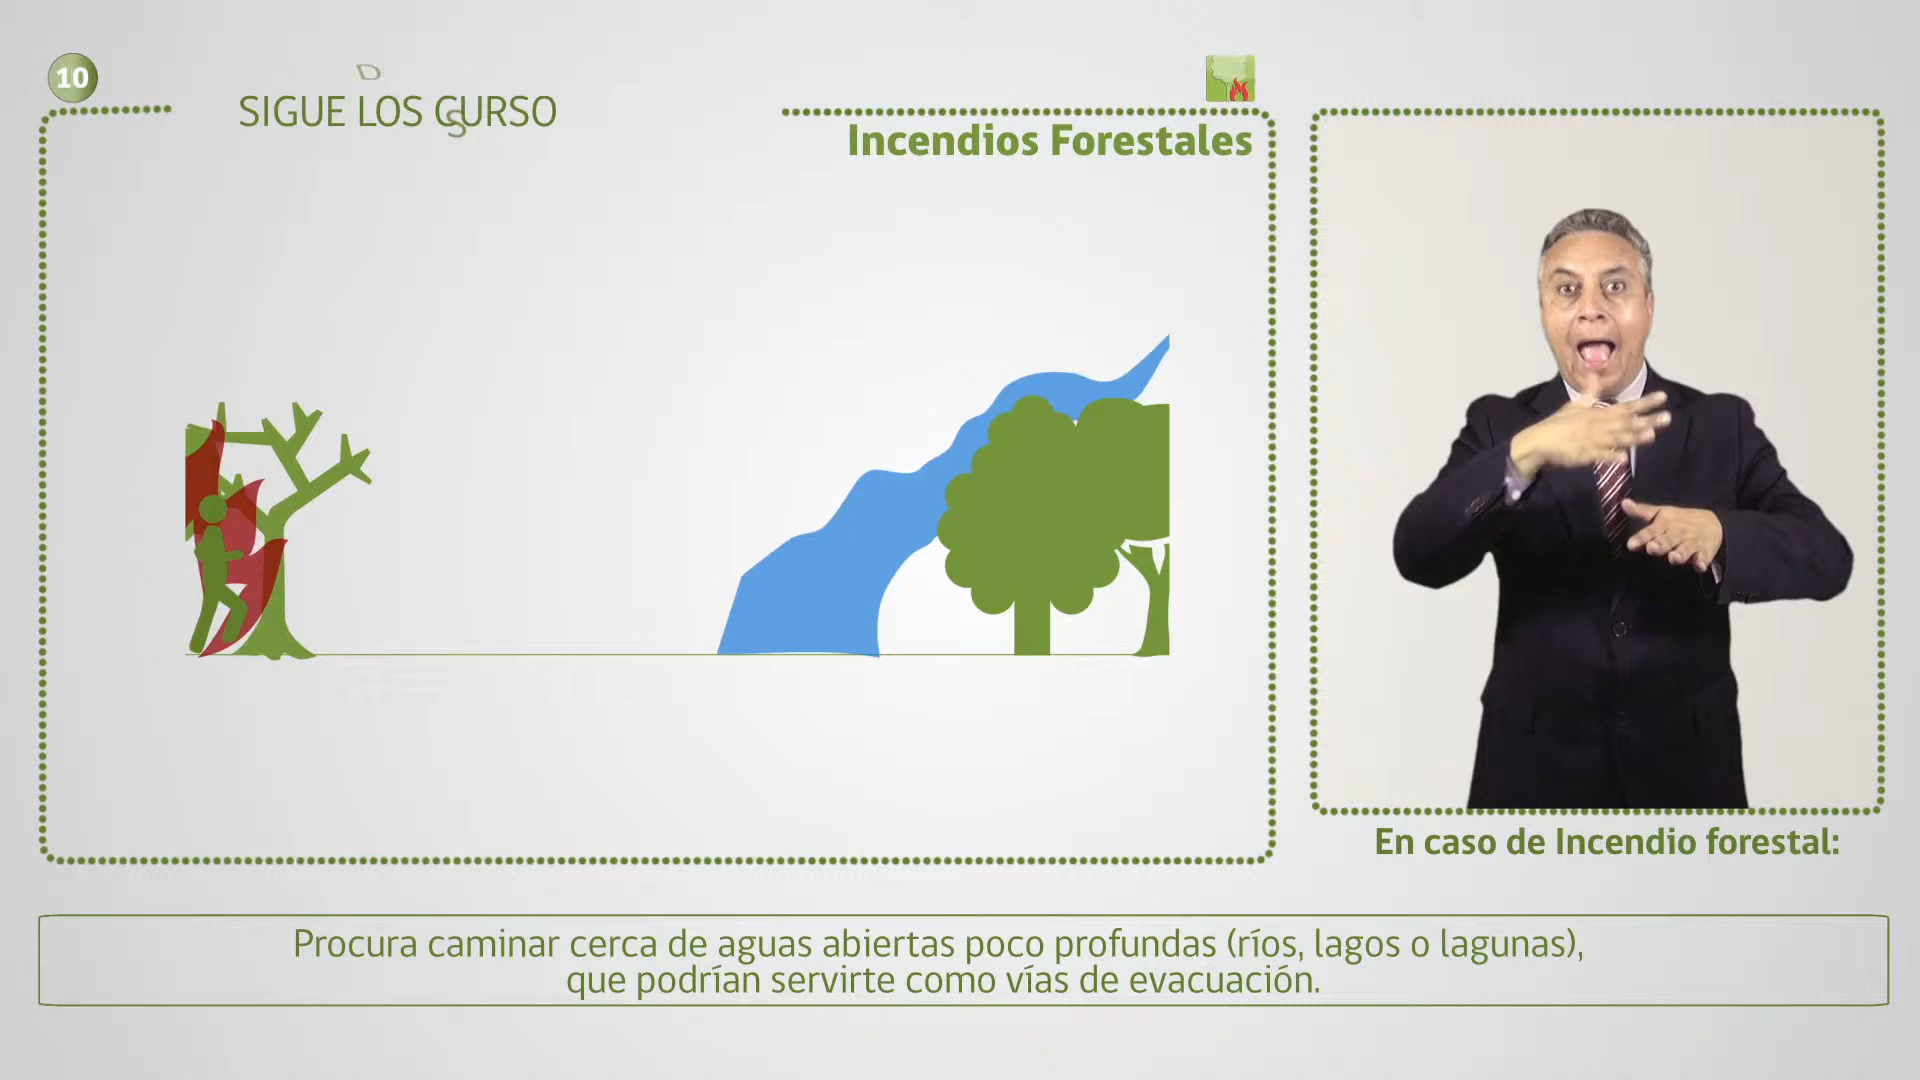 10
SIGUE LOS CURSO
Incendios Forestales
En caso de Incendio forestal:
Procura caminar cerca de aguas abiertas poco profundas (ríos, lagos o lagunas),
que podrían servirte como vías de evacuación.